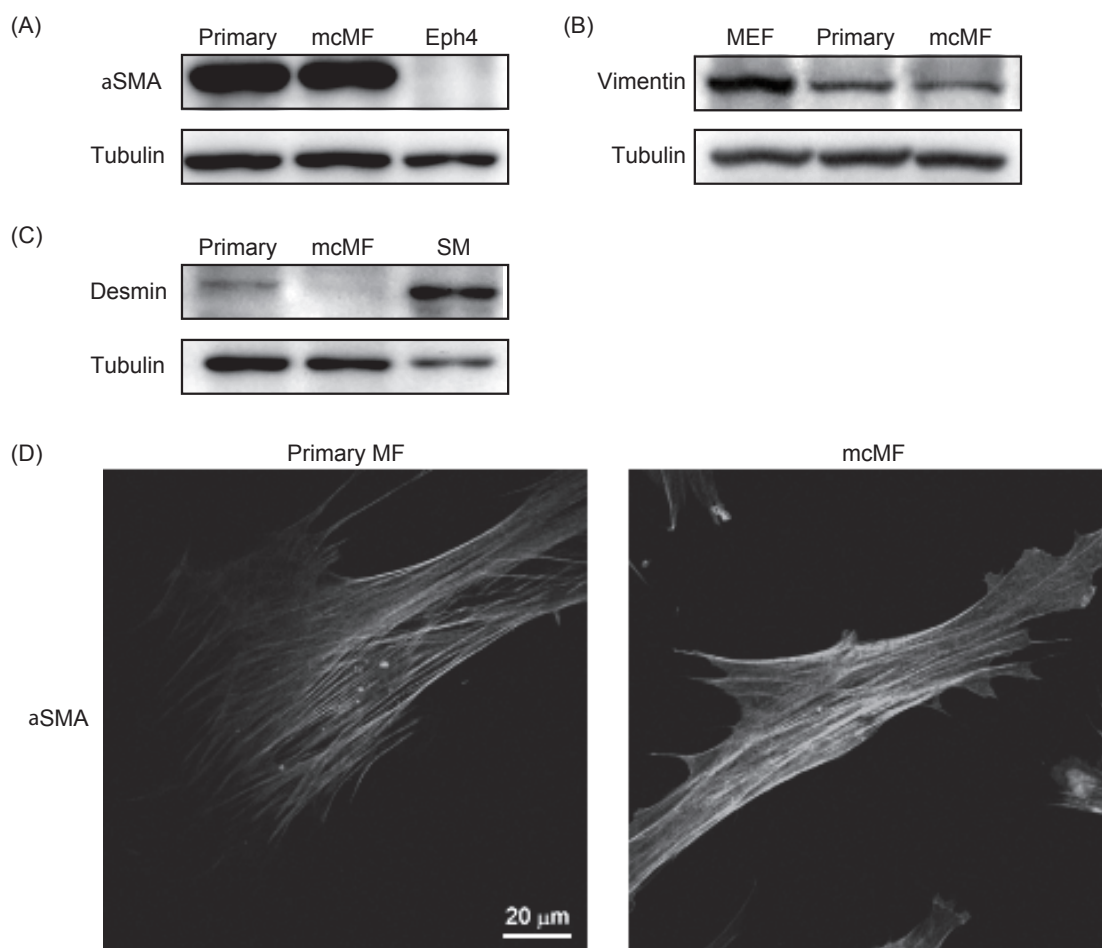 (A)
Primary mcMF Eph4
aSMA
Tubulin
(B)
MEF Primary mcMF
Vimentin
Tubulin
(C)
Primary mcMF SM
Desmin
Tubulin
(D)
Primary MF mcMF
aSMA
20 μm